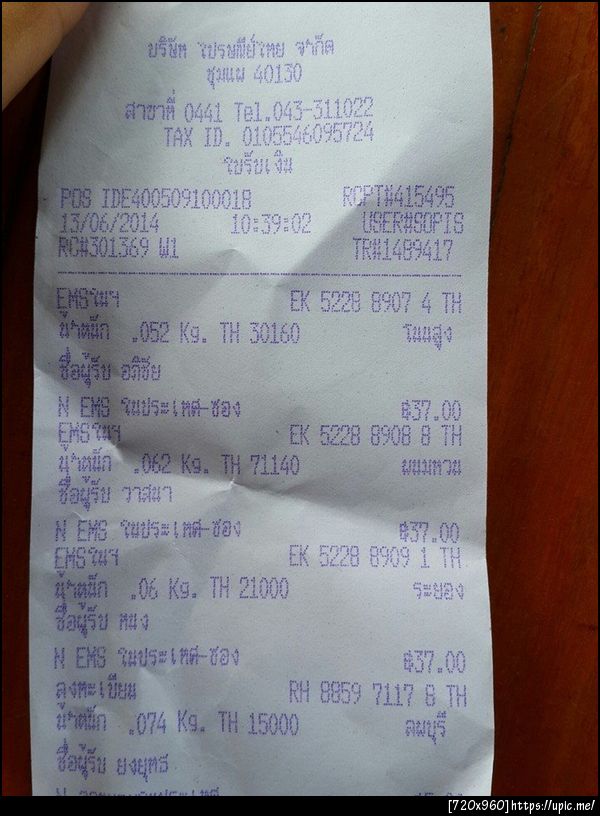 บริษัท ไปรษณีย์ไทย จำกัด
ชุมแพ 40130
สาขาที่ 0441 Tel.043-311022
TAX ID. 0105546095724
ใบรับเงิน
POS IDE400509100018 RCPT#415495
13/06/2014 10:39:02 USER#SOPIS
RC#301369 W1 TR#1489417
EMSในฯ EK 5228 8907 4 TH
น้ำหนัก .052 Kg. TH 30160 โนนสูง
ชื่อผู้รับ อภิชัย
N EMS ในประเทศ-ซอง ฿37.00
EMSในฯ EK 5228 8908 8 TH
น้ำหนัก .062 Kg. TH 71140 พนมทวน
ชื่อผู้รับ วาสนา
N EMS ในประเทศ-ซอง ฿37.00
EMSในฯ EK 5228 8909 1 TH
น้ำหนัก .06 Kg. TH 21000 ระยอง
ชื่อผู้รับ
N EMS ในประเทศ-ซอง ฿37.00
ลงทะเบียน RH 8859 7117 8 TH
น้ำหนัก .074 Kg. TH 15000 ลพบุรี
ชื่อผู้รับ ยงยุทธ
[720x960]https://upic.me/